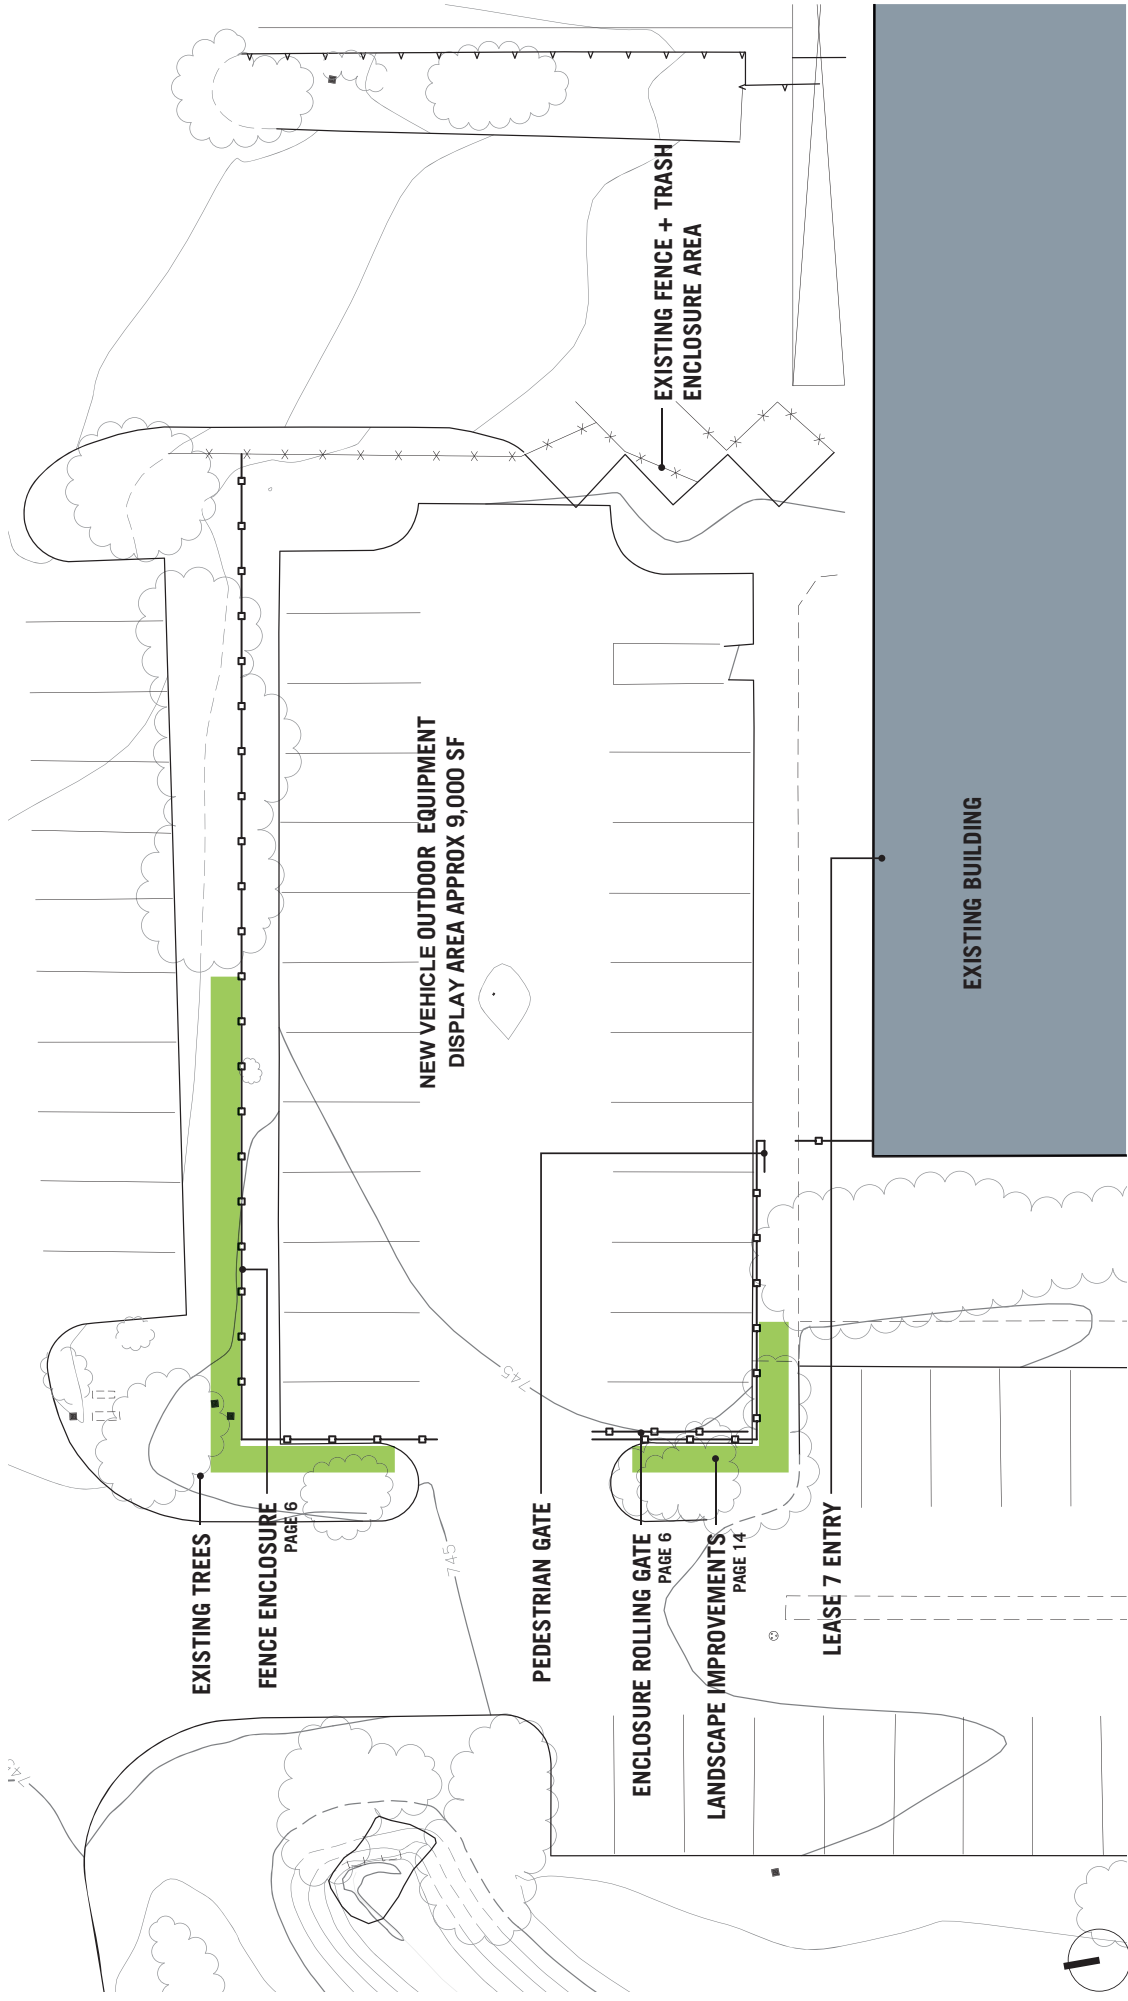 EXISTING FENCE + TRASH
ENCLOSURE AREA
NEW VEHICLE OUTDOOR EQUIPMENT
DISPLAY AREA APPROX 9,000 SF
EXISTING BUILDING
745
745
EXISTING TREES
FENCE ENCLOSURE
PAGE 6
PEDESTRIAN GATE
ENCLOSURE ROLLING GATE
PAGE 6
LANDSCAPE IMPROVEMENTS
PAGE 14
LEASE 7 ENTRY